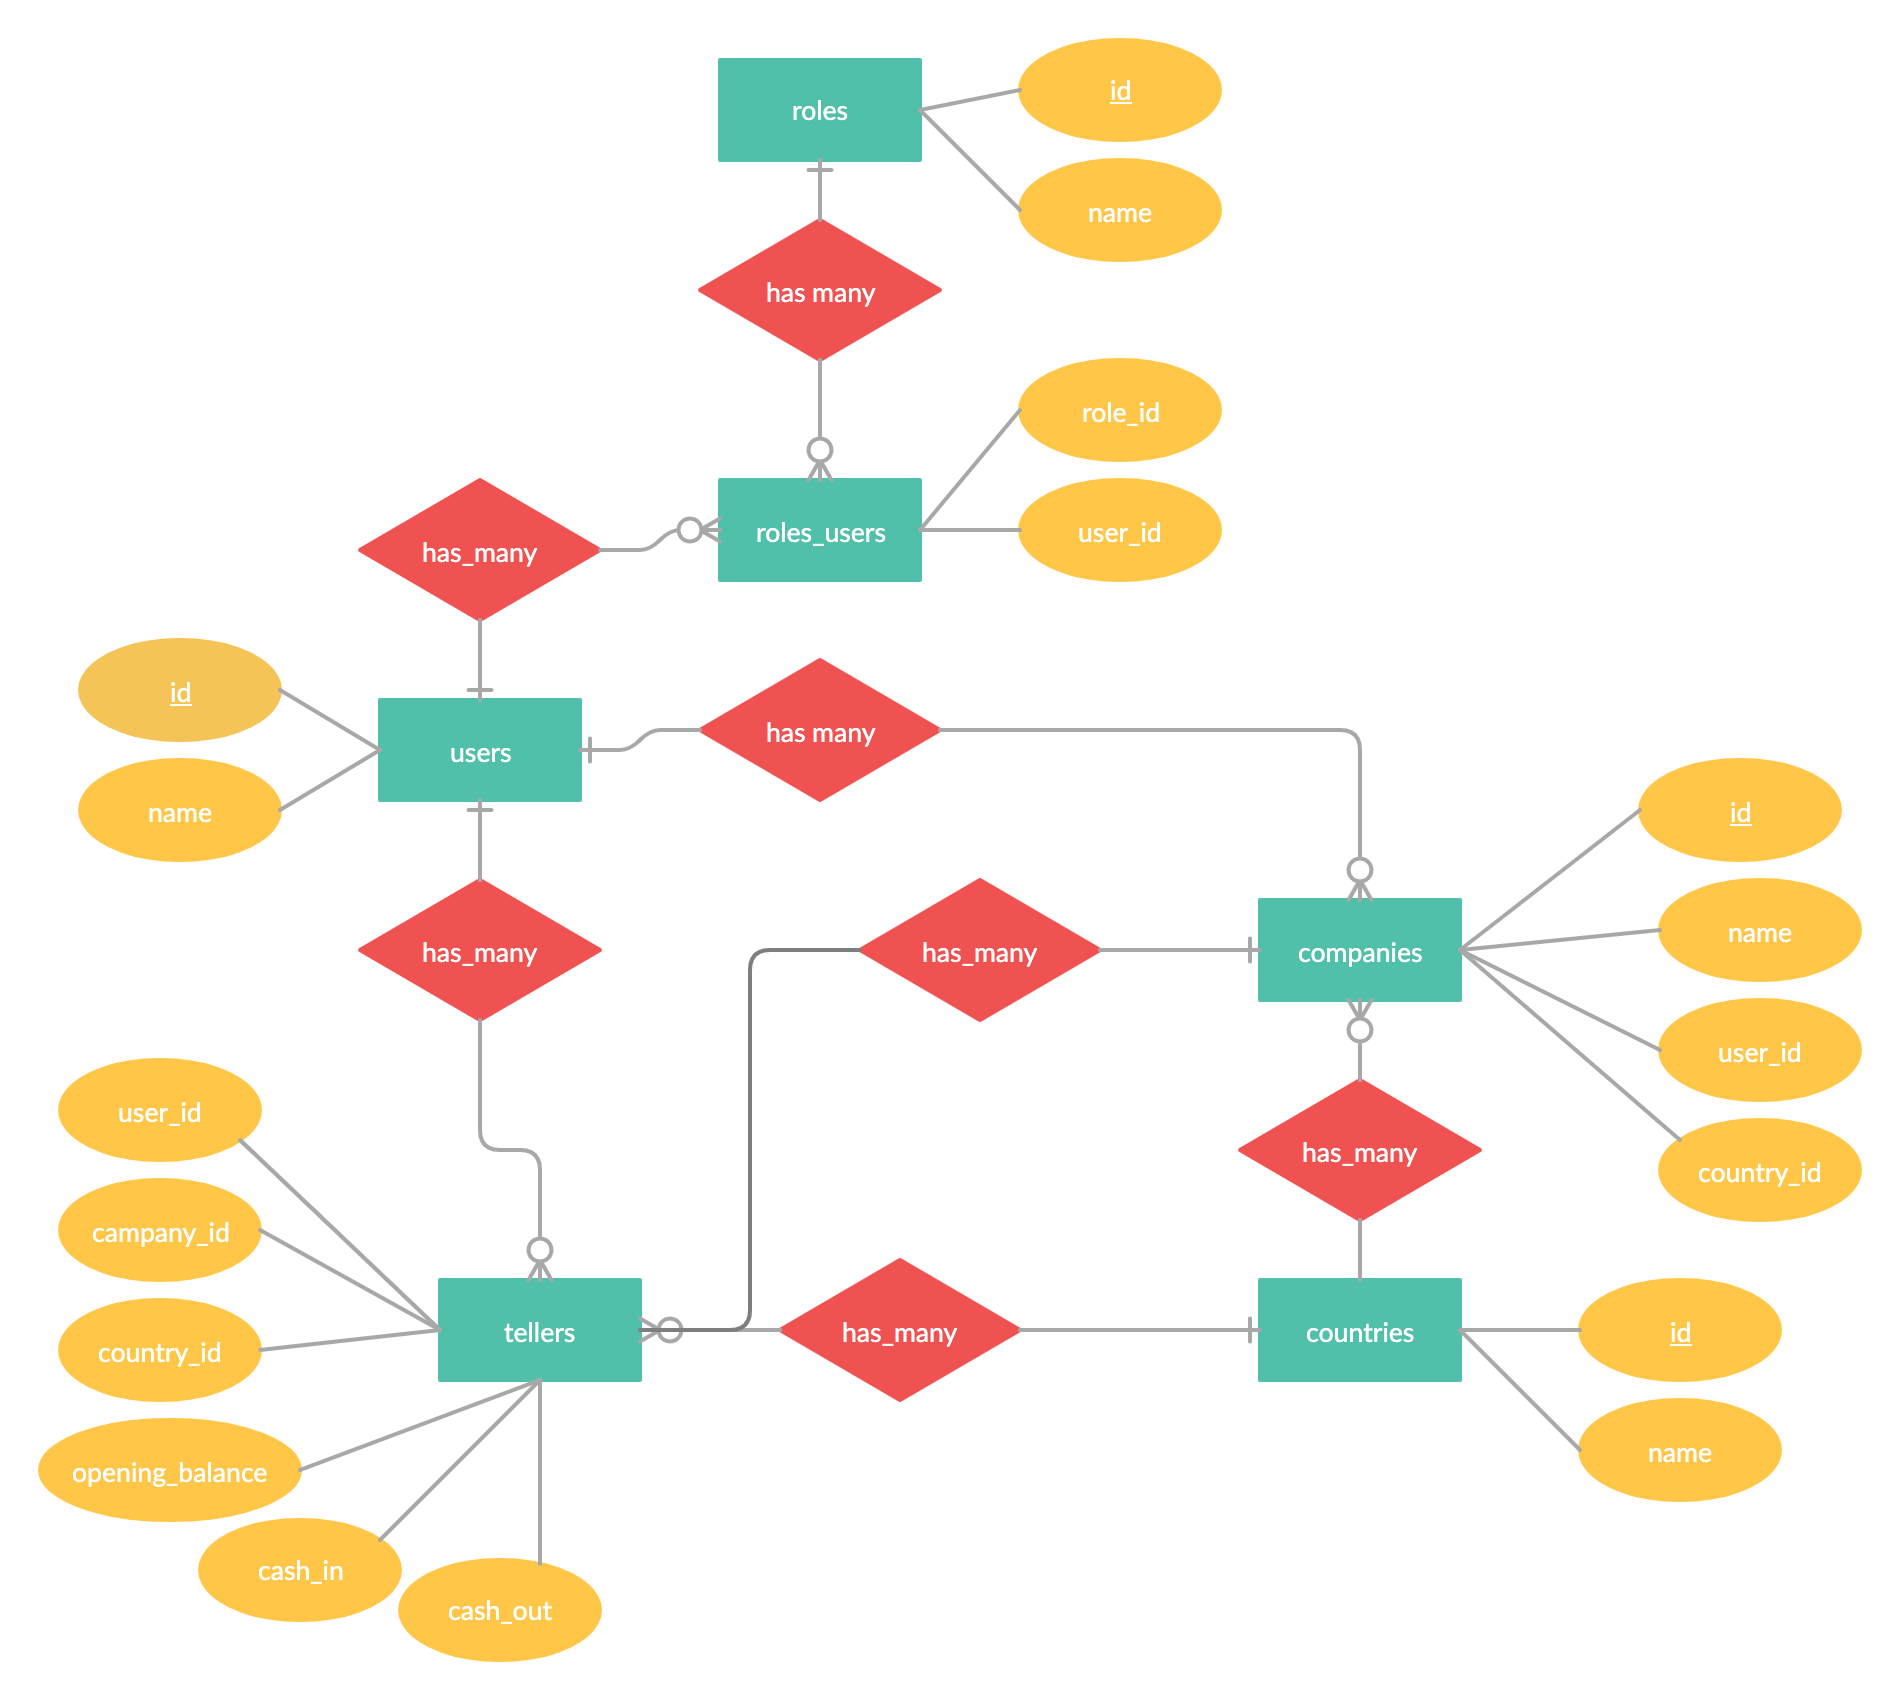 roles
id
name
has many
role_id
roles_users
user_id
has_many
id
users
name
has many
id
companies
name
user_id
country_id
has_many
has_many
has_many
user_id
campany_id
country_id
tellers
has_many
countries
id
name
opening_balance
cash_in
cash_out